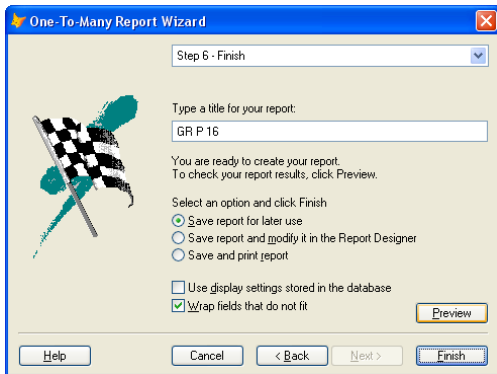 One-To-Many Report Wizard
Step 6 - Finish
Type a title for your report:
GR P 16
You are ready to create your report.
To check your report results, click Preview.
Select an option and click Finish
Save report for later use
Save report and modify it in the Report Designer
Save and print report
Use display settings stored in the database
Wrap fields that do not fit
Preview
Help
Cancel
< Back
Next >
Finish